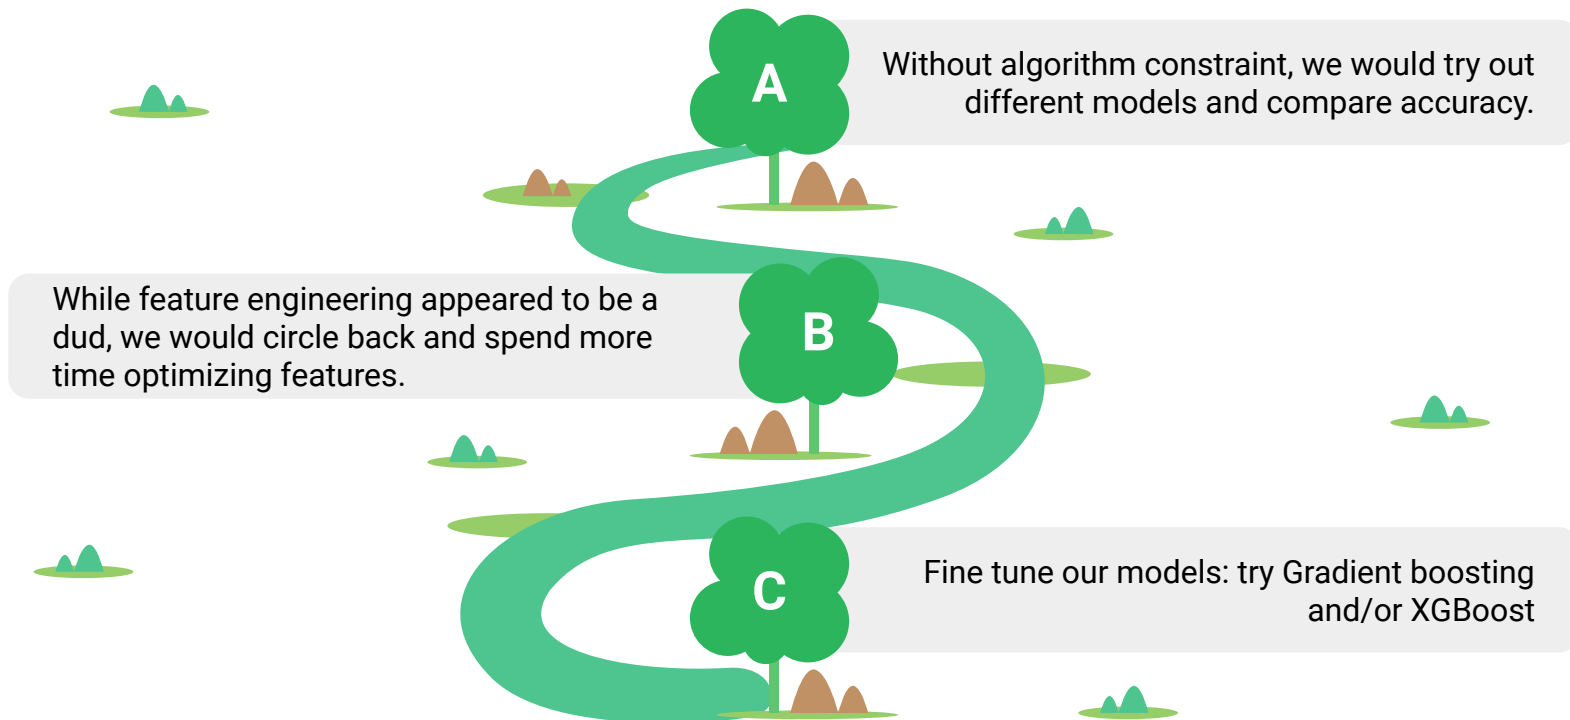 A
Without algorithm constraint, we would try out
different models and compare accuracy.
While feature engineering appeared to be a
dud, we would circle back and spend more
time optimizing features.
B
C
Fine tune our models: try Gradient boosting
and/or XGBoost